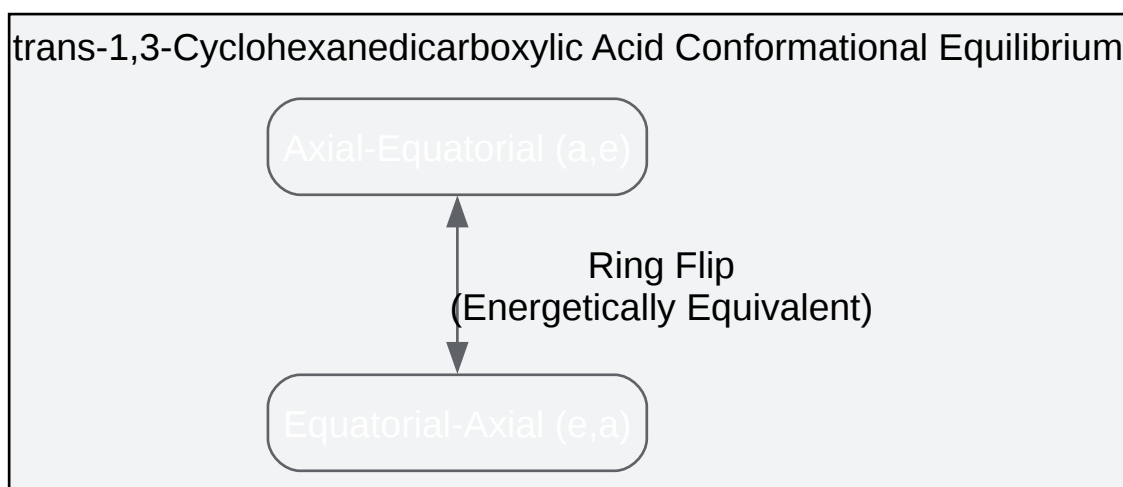 trans-1,3-Cyclohexanedicarboxylic Acid Conformational Equilibrium
Axial-Equatorial (a,e)
Ring Flip
(Energetically Equivalent)
Equatorial-Axial (e,a)